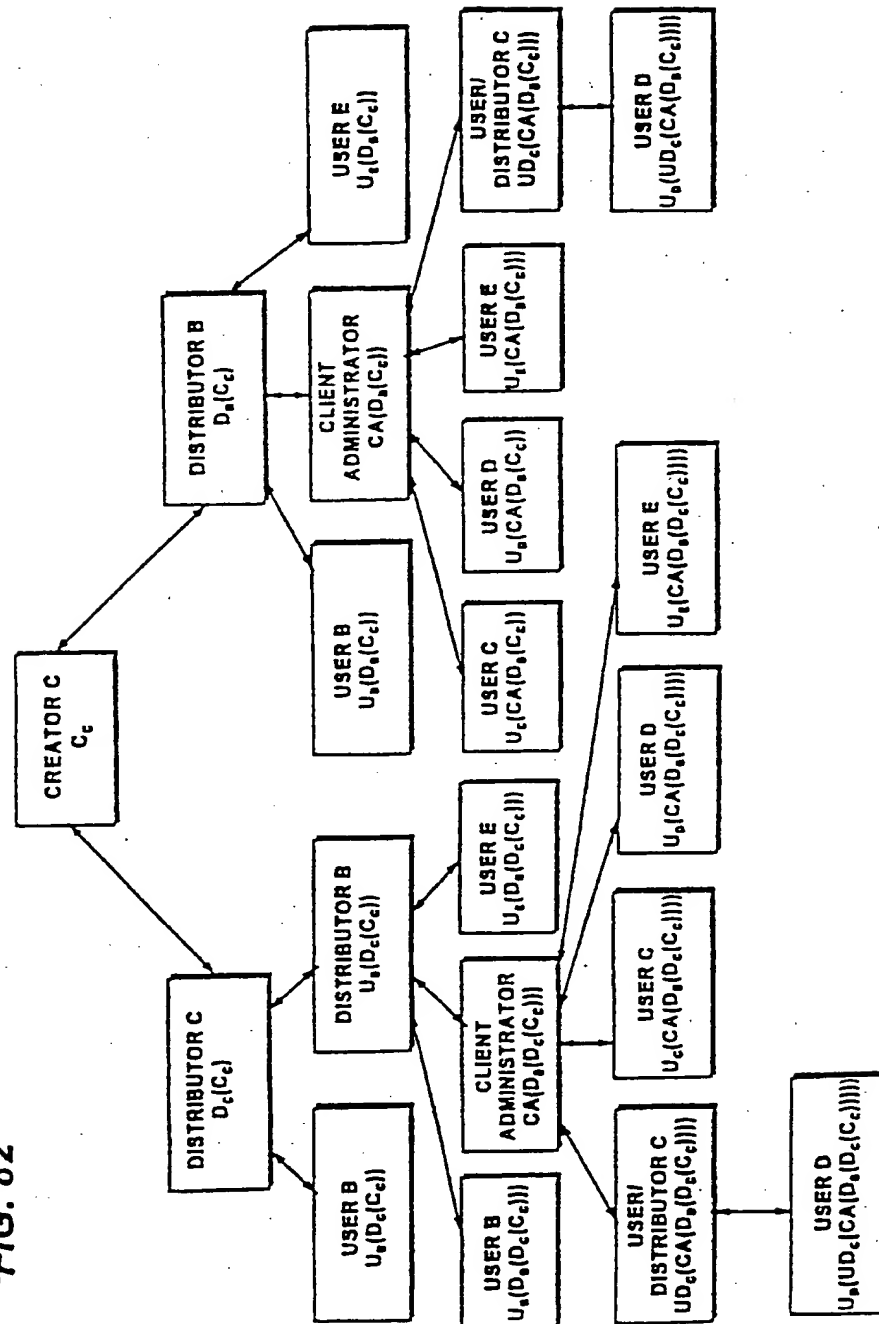 FIG. 82
CREATOR C
C_C
DISTRIBUTOR C
D_C(C_C)
DISTRIBUTOR B
D_B(C_C)
USER B
U_B(D_C(C_C))
DISTRIBUTOR B
U_B(D_C(C_C))
USER B
U_B(D_B(C_C))
CLIENT
ADMINISTRATOR
CA(D_B(C_C))
USER E
U_E(D_B(C_C))
USER B
U_B(D_B(D_C(C_C)))
CLIENT
ADMINISTRATOR
CA(D_B(D_C(C_C)))
USER E
U_E(D_B(D_C(C_C)))
USER C
U_C(CA(D_B(C_C))
USER D
U_D(CA(D_B(C_C))
USER E
U_E(CA(D_B(C_C)))
USER/
DISTRIBUTOR C
UD_C(CA(D_B(C_C)))
USER/
DISTRIBUTOR C
UD_C(CA(D_B(D_C(C_C))))
USER C
U_C(CA(D_B(D_C(C_C)))))
USER D
U_D(CA(D_B(D_C(C_C)))))
USER E
U_E(CA(D_B(D_C(C_C)))))
USER D
U_D(UD_C(CA(D_B(C_C))))
USER D
U_D(UD_C(CA(D_B(D_C(C_C)))))